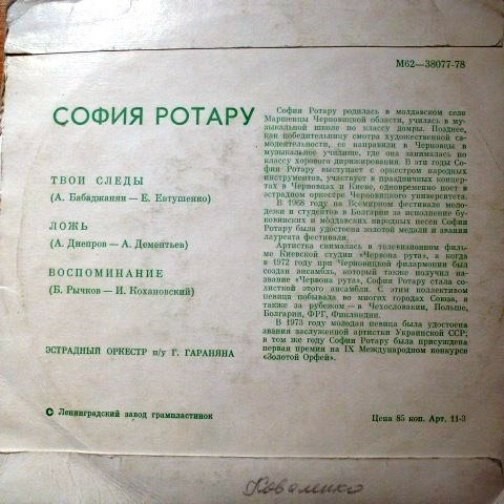 М62—38077-78
СОФИЯ РОТАРУ
ТВОИ СЛЕДЫ
(А. Бабаджанян — Е. Евтушенко)
ЛОЖЬ
(А. Днепров — А. Дементьев)
ВОСПОМИНАНИЕ
(Б. Рычков — И. Кохановский)
ЭСТРАДНЫЙ ОРКЕСТР п/у Г. ГАРАНЯНА
София Ротару родилась в молдавском селе
Маршенцы Черновицкой области, училась в му-
зыкальной школе по классу домры. Позднее,
как победительницу смотра художественной са-
модеятельности, ее направили в Черновцы в
музыкальное училище, где она занималась по
классу хорового дирижирования. В эти годы София
Ротару выступает с оркестром народных
инструментов, участвует в праздничных концер-
тах в Черновцах и Киеве, одновременно поет в
эстрадном оркестре Черновицкого университета.
В 1968 году на Всемирном фестивале моло-
дежи и студентов в Болгарии за исполнение бу-
ковинских и молдавских народных песен София
Ротару была удостоена золотой медали и звания
лауреата фестиваля.
Артистка снималась в телевизионном филь-
ме Киевской студии «Червона рута», а когда
в 1972 году при Черновицкой филармонии был
создан ансамбль, который также получил наз-
вание «Червона рута», София Ротару стала со-
листкой этого ансамбля. С этим коллективом
певица побывала во многих городах Союза, а
также за рубежом — в Чехословакии, Польше,
Болгарии, ФРГ, Финляндии.
В 1973 году молодая певица была удостоена
звания заслуженной артистки Украинской ССР;
в том же году Софии Ротару была присуждена
первая премия на IX Международном конкурсе
«Золотой Орфей».
© Ленинградский завод грампластинок
Цена 85 коп. Арт. 11-3
Коваленко